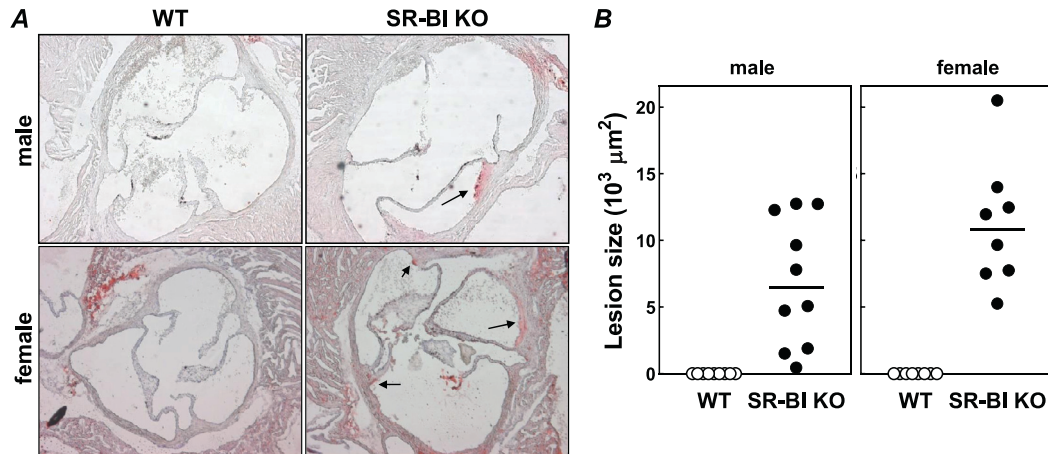 A
WT
SR-BI KO
male
female
B
male
female
Lesion size (10³ μm²)
20
15
10
5
0
WT
SR-BI KO
WT
SR-BI KO